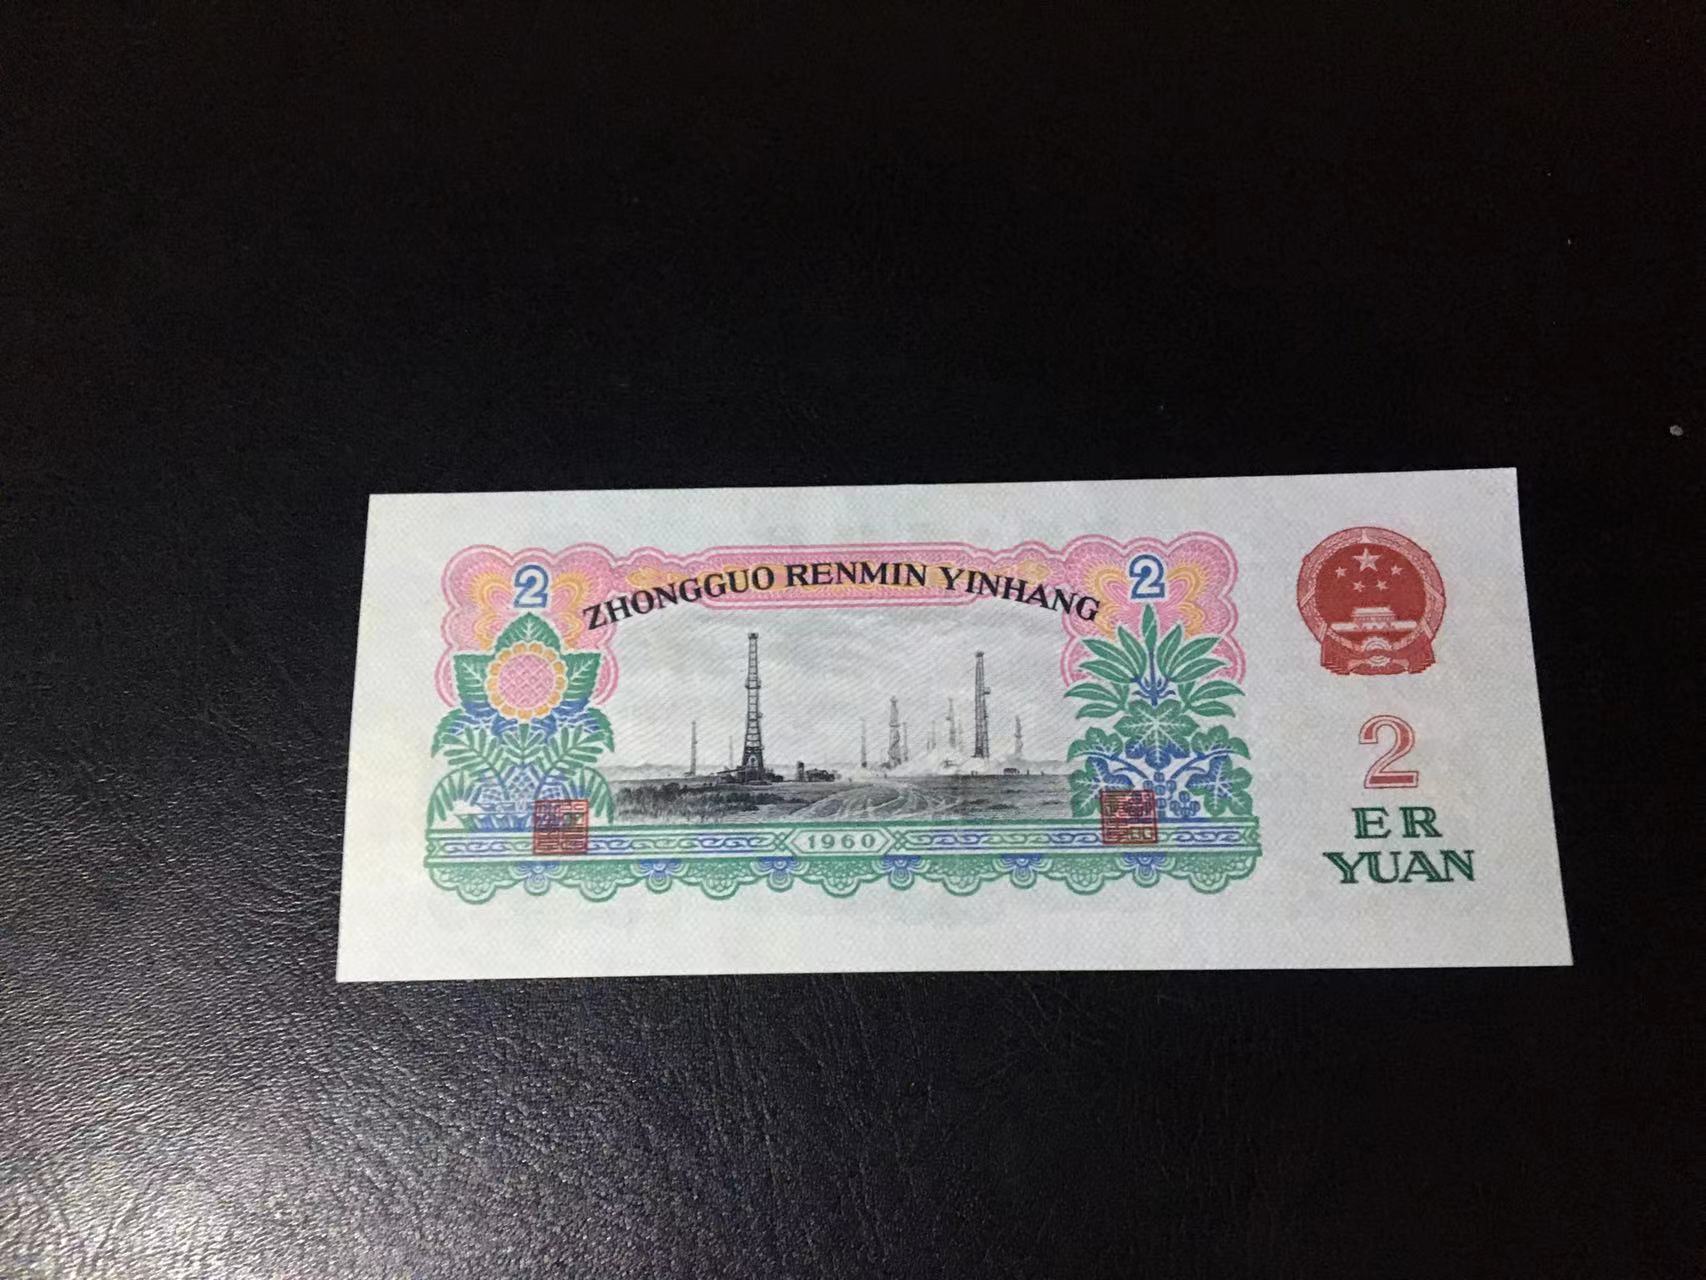 ZHONGGUO RENMIN YINHANG
2
2
1960
2
ER
YUAN